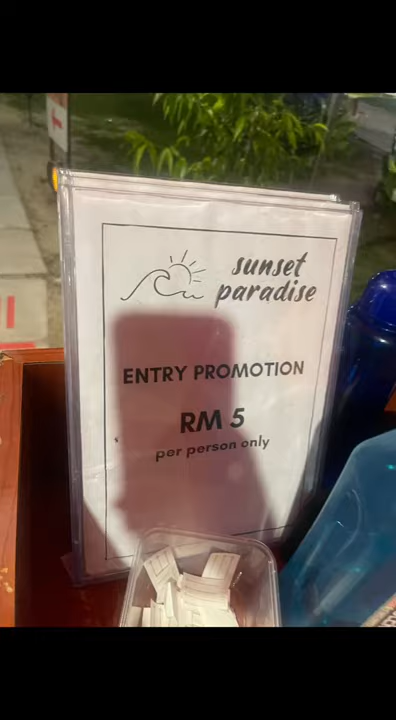 sunset
paradise
ENTRY PROMOTION
RM 5
per person only